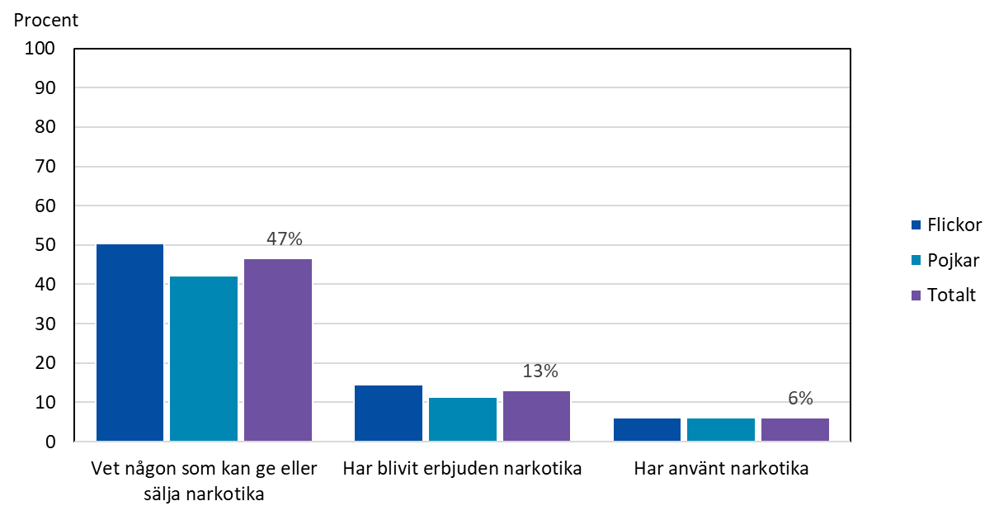 Procent
100
90
80
70
60
50
40
30
20
10
0
47%
13%
6%
Vet någon som kan ge eller
sälja narkotika
Har blivit erbjuden narkotika
Har använt narkotika
Flickor
Pojkar
Totalt